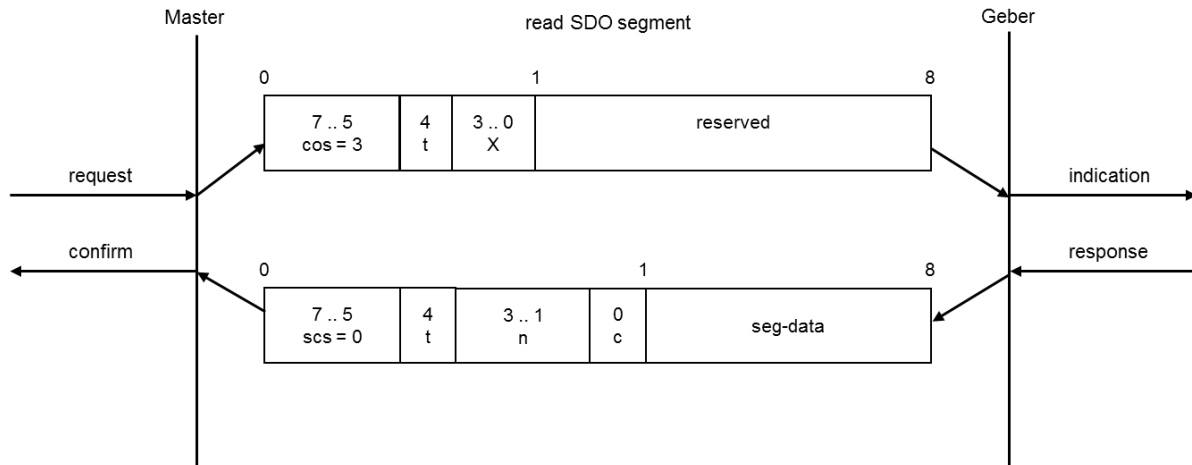 Master
read SDO segment
Geber
0
1
8
7 .. 5
cos = 3
4
t
3 .. 0
X
reserved
request
indication
confirm
response
0
1
8
7 .. 5
scs = 0
4
t
3 .. 1
n
0
c
seg-data